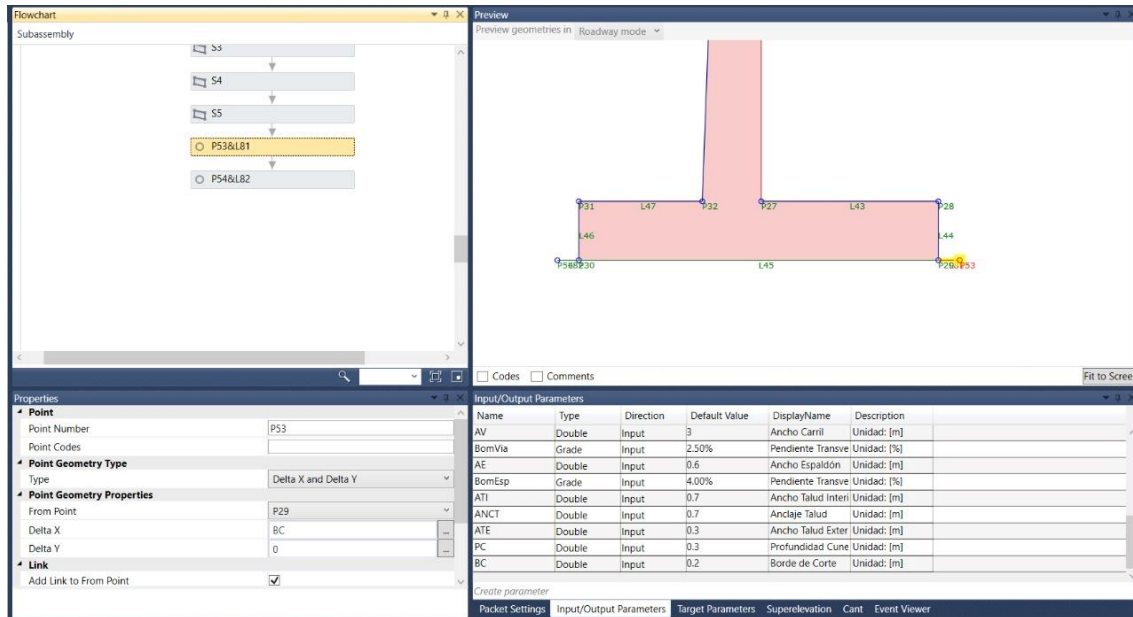 Flowchart
Subassembly
S3
S4
S5
P53&L81
P54&L82
Preview
Preview geometries in Roadway mode
P31 L47 P32 P27 L43 P28
L46 L44
P30 L45 P29 P53
Codes Comments Fit to Scree
Properties
Point
Point Number P53
Point Codes
Point Geometry Type
Type Delta X and Delta Y
Point Geometry Properties
From Point P29
Delta X BC ...
Delta Y 0 ...
Link
Add Link to From Point
Input/Output Parameters
Name Type Direction Default Value DisplayName Description
AV Double Input 3 Ancho Carril Unidad: [m]
BomVia Grade Input 2.50% Pendiente Transve Unidad: [%]
AE Double Input 0.6 Ancho Espaldón Unidad: [m]
BomEsp Grade Input 4.00% Pendiente Transve Unidad: [%]
ATI Double Input 0.7 Ancho Talud Interi Unidad: [m]
ANCT Double Input 0.7 Anclaje Talud Unidad: [m]
ATE Double Input 0.3 Ancho Talud Exter Unidad: [m]
PC Double Input 0.3 Profundidad Cune Unidad: [m]
BC Double Input 0.2 Borde de Corte Unidad: [m]
Create parameter
Packet Settings Input/Output Parameters Target Parameters Superelevation Cant Event Viewer